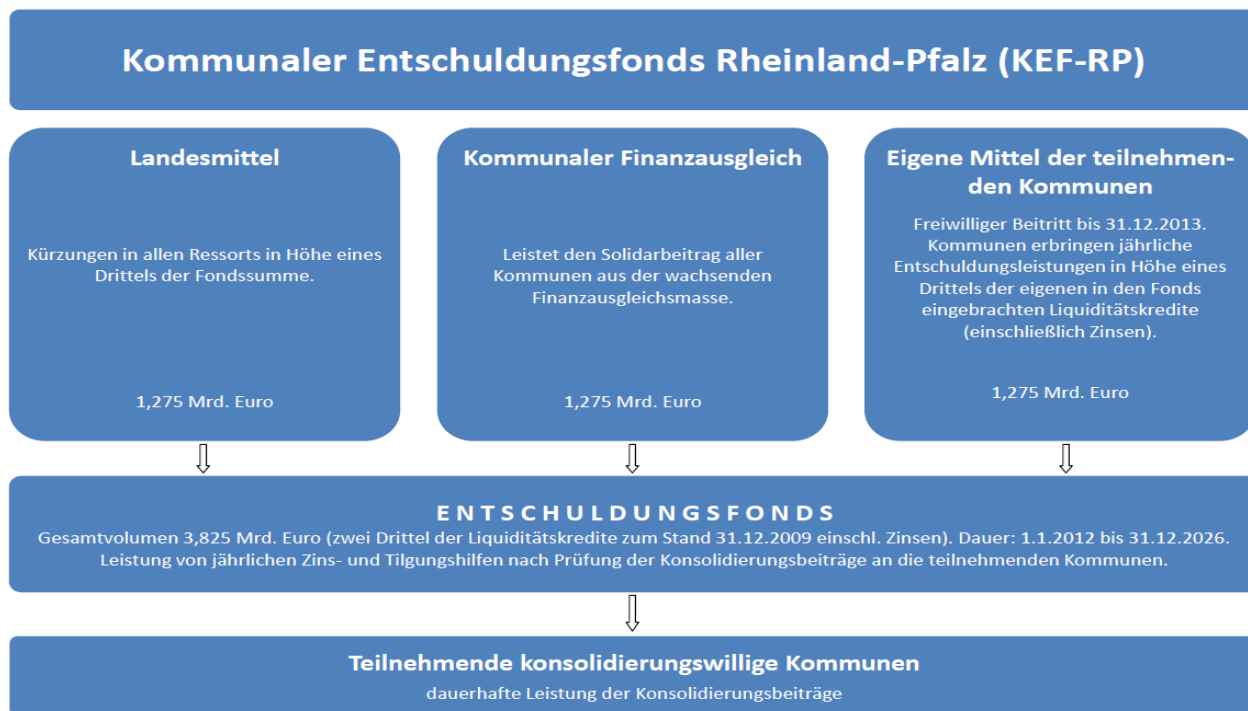 Kommunaler Entschuldungsfonds Rheinland-Pfalz (KEF-RP)
Landesmittel
Kürzungen in allen Ressorts in Höhe eines
Drittels der Fondssumme.
1,275 Mrd. Euro
Kommunaler Finanzausgleich
Leistet den Solidarbeitrag aller
Kommunen aus der wachsenden
Finanzausgleichsmasse.
1,275 Mrd. Euro
Eigene Mittel der teilnehmen-
den Kommunen
Freiwilliger Beitritt bis 31.12.2013.
Kommunen erbringen jährliche
Entschuldungsleistungen in Höhe eines
Drittels der eigenen in den Fonds
eingebrachten Liquiditätskredite
(einschließlich Zinsen).
1,275 Mrd. Euro
E N T S C H U L D U N G S F O N D S
Gesamtvolumen 3,825 Mrd. Euro (zwei Drittel der Liquiditätskredite zum Stand 31.12.2009 einschl. Zinsen). Dauer: 1.1.2012 bis 31.12.2026.
Leistung von jährlichen Zins- und Tilgungshilfen nach Prüfung der Konsolidierungsbeiträge an die teilnehmenden Kommunen.
Teilnehmende konsolidierungswillige Kommunen
dauerhafte Leistung der Konsolidierungsbeiträge